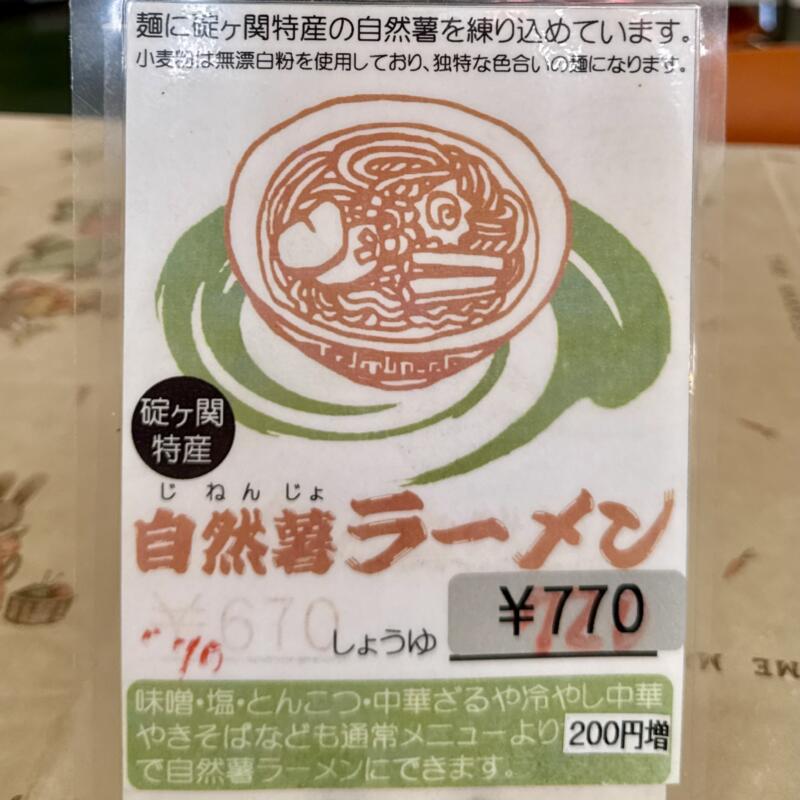 麺に碇ヶ関特産の自然薯を練り込めています。
小麦粉は無漂白粉を使用しており、独特な色合いの麺になります。
碇ヶ関
特産
じねんじょ
自然薯ラーメン
¥670
しょうゆ ¥770
味噌・塩・とんこつ・中華ざるや冷やし中華
やきそばなども通常メニューより 200円増
で自然薯ラーメンにできます。